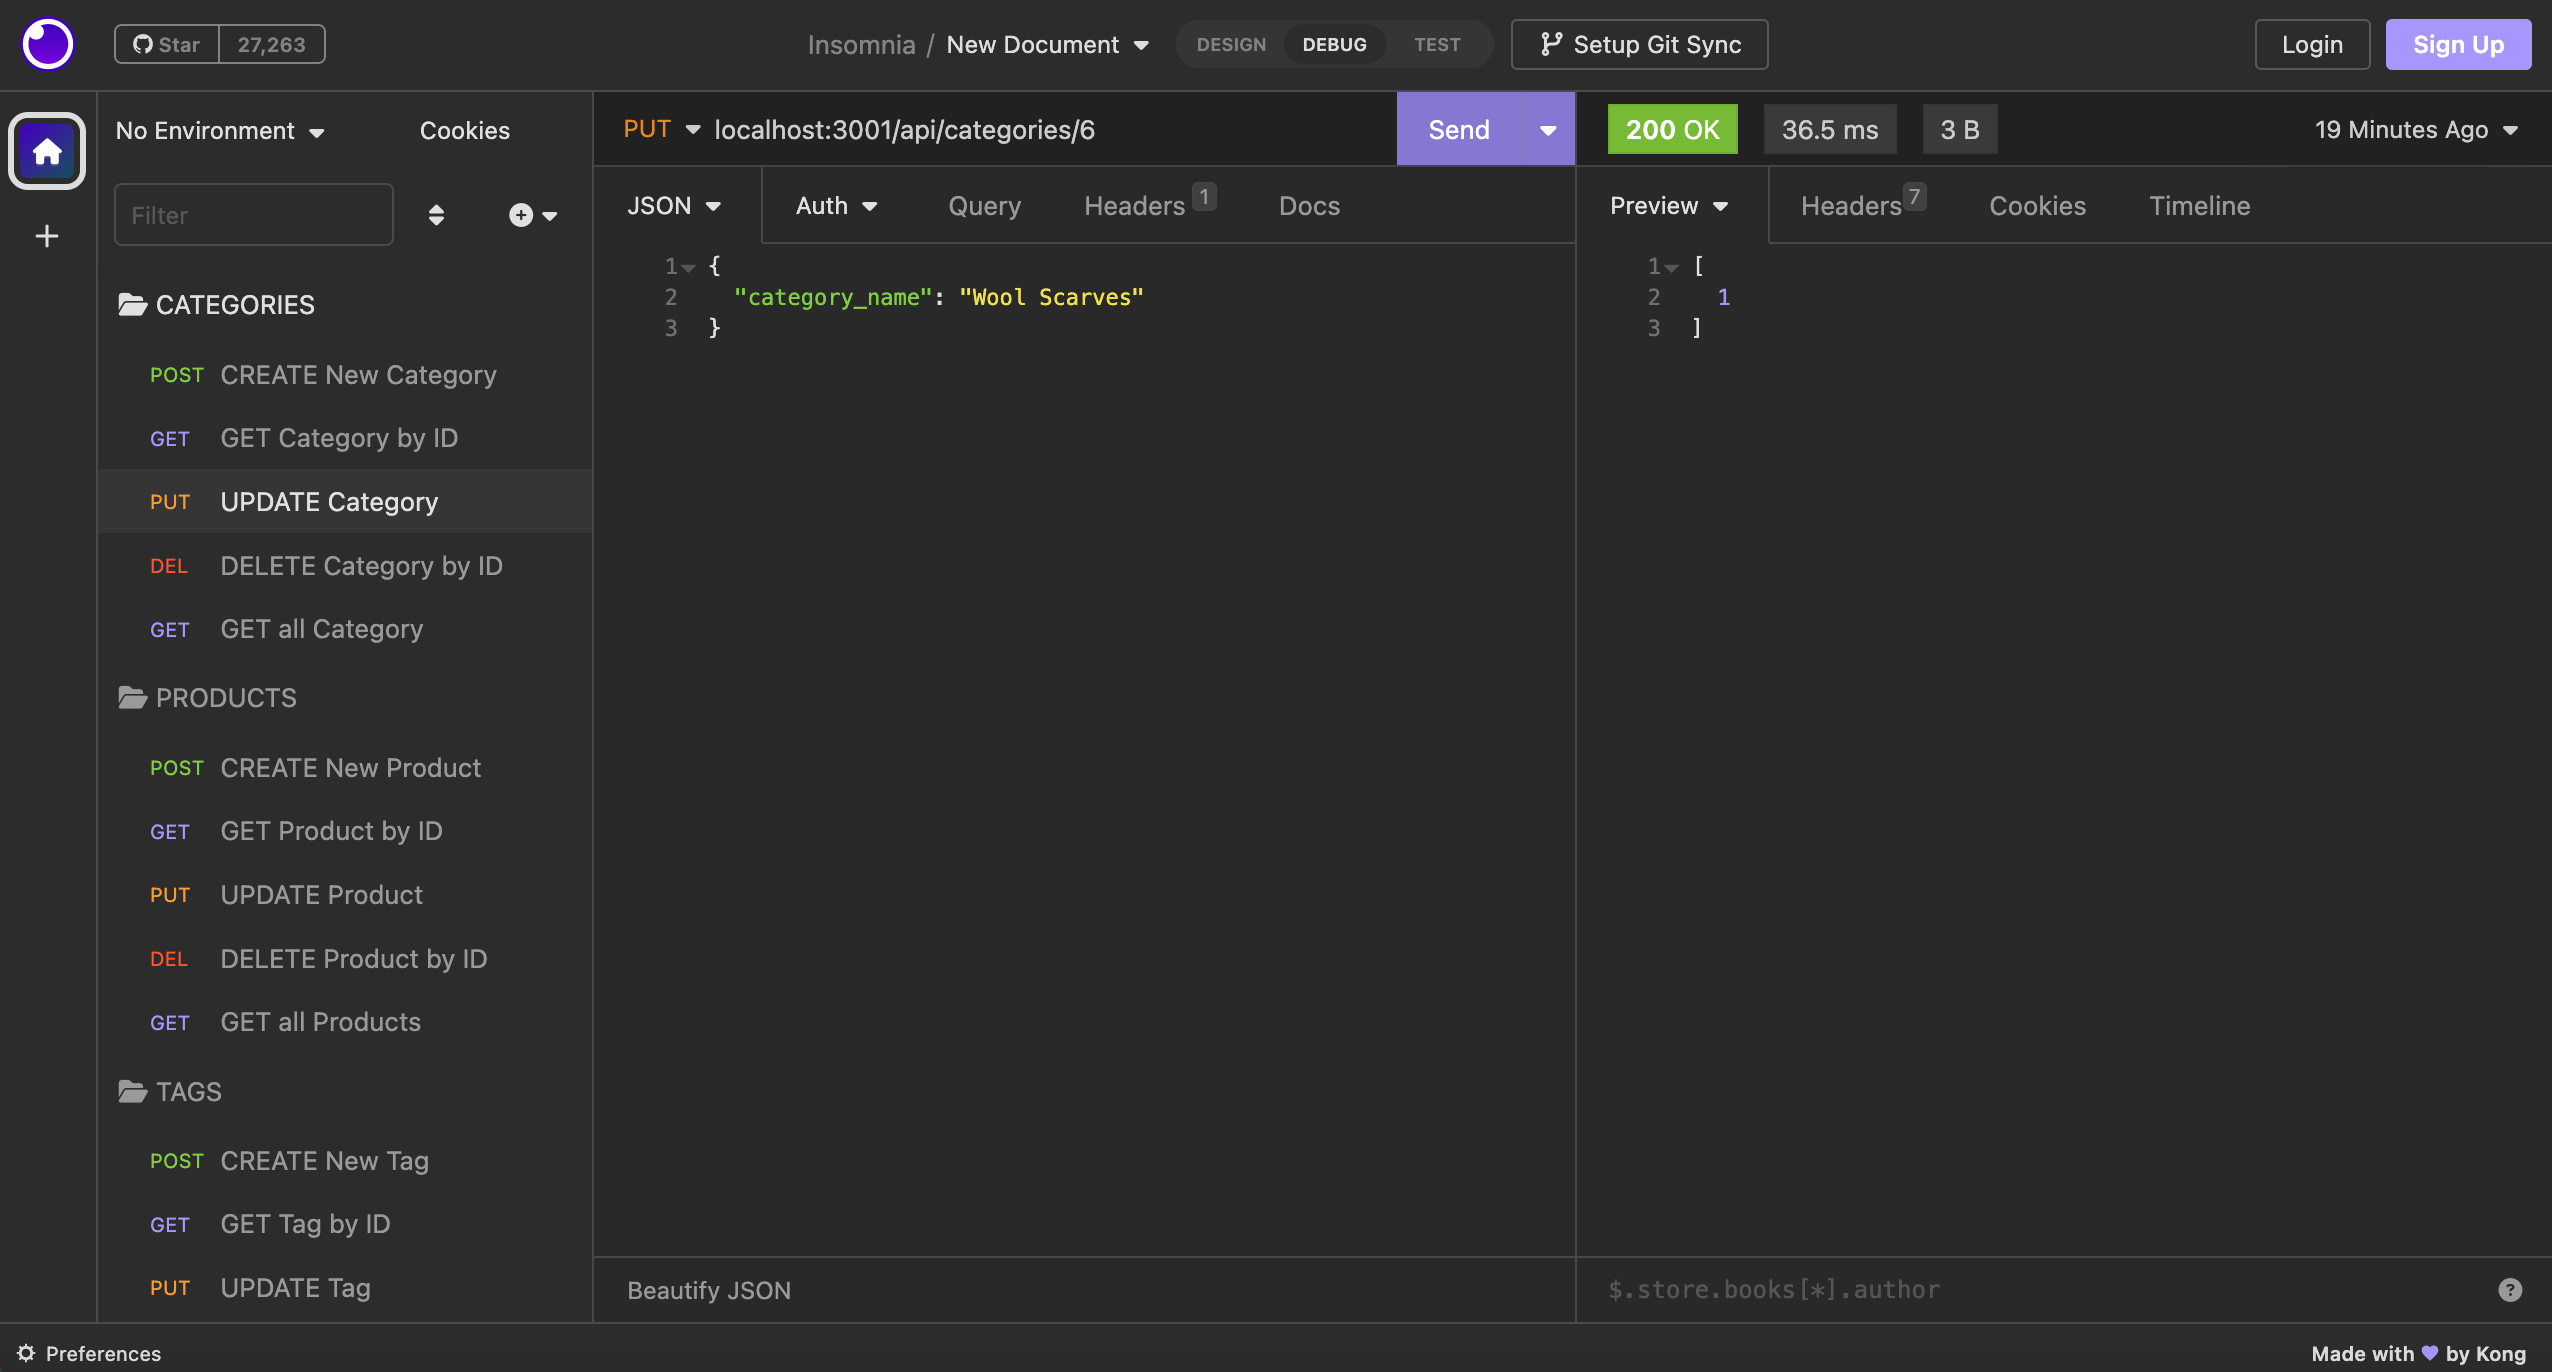 Star 27,263
Insomnia / New Document
DESIGN DEBUG TEST
Setup Git Sync
Login
Sign Up
No Environment
Cookies
Filter
CATEGORIES
POST CREATE New Category
GET GET Category by ID
PUT UPDATE Category
DEL DELETE Category by ID
GET GET all Category
PRODUCTS
POST CREATE New Product
GET GET Product by ID
PUT UPDATE Product
DEL DELETE Product by ID
GET GET all Products
TAGS
POST CREATE New Tag
GET GET Tag by ID
PUT UPDATE Tag
PUT localhost:3001/api/categories/6 Send
JSON Auth Query Headers 1 Docs
1 {
2 "category_name": "Wool Scarves"
3 }
Beautify JSON
200 OK 36.5 ms 3 B 19 Minutes Ago
Preview Headers 7 Cookies Timeline
1 [
2 1
3 ]
$.store.books[*].author
?
Preferences
Made with 💜 by Kong